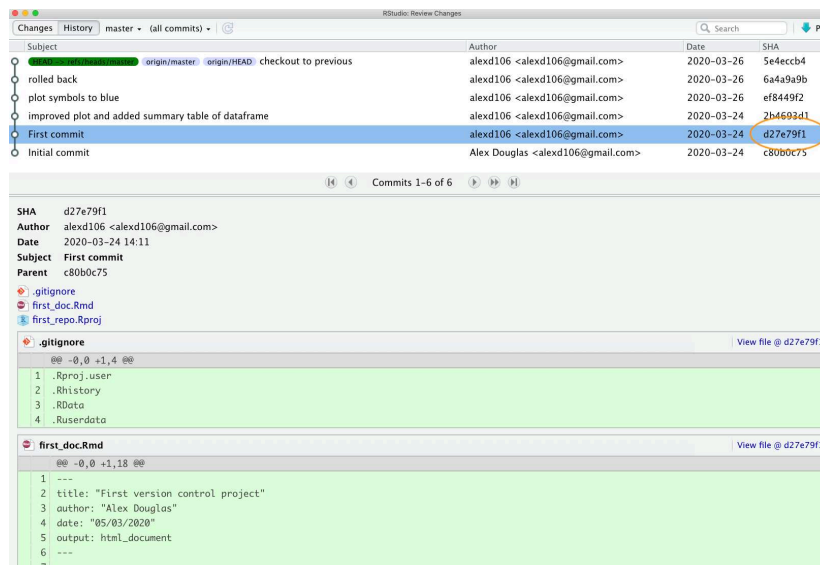 RStudio: Review Changes
Changes History master (all commits) Search P
Subject Author Date SHA
HEAD -> refs/heads/master origin/master origin/HEAD checkout to previous alexd106 <alexd106@gmail.com> 2020-03-26 5e4eccb4
rolled back alexd106 <alexd106@gmail.com> 2020-03-26 6a4a9a9b
plot symbols to blue alexd106 <alexd106@gmail.com> 2020-03-26 ef8449f2
improved plot and added summary table of dataframe alexd106 <alexd106@gmail.com> 2020-03-24 2b4693d1
First commit alexd106 <alexd106@gmail.com> 2020-03-24 d27e79f1
Initial commit Alex Douglas <alexd106@gmail.com> 2020-03-24 c80b0c75
Commits 1-6 of 6
SHA d27e79f1
Author alexd106 <alexd106@gmail.com>
Date 2020-03-24 14:11
Subject First commit
Parent c80b0c75
.gitignore
first_doc.Rmd
first_repo.Rproj
.gitignore View file @ d27e79f1
@@ -0,0 +1,4 @@
1 .Rproj.user
2 .Rhistory
3 .RData
4 .Ruserdata
first_doc.Rmd View file @ d27e79f1
@@ -0,0 +1,18 @@
1 ---
2 title: "First version control project"
3 author: "Alex Douglas"
4 date: "05/03/2020"
5 output: html_document
6 ---